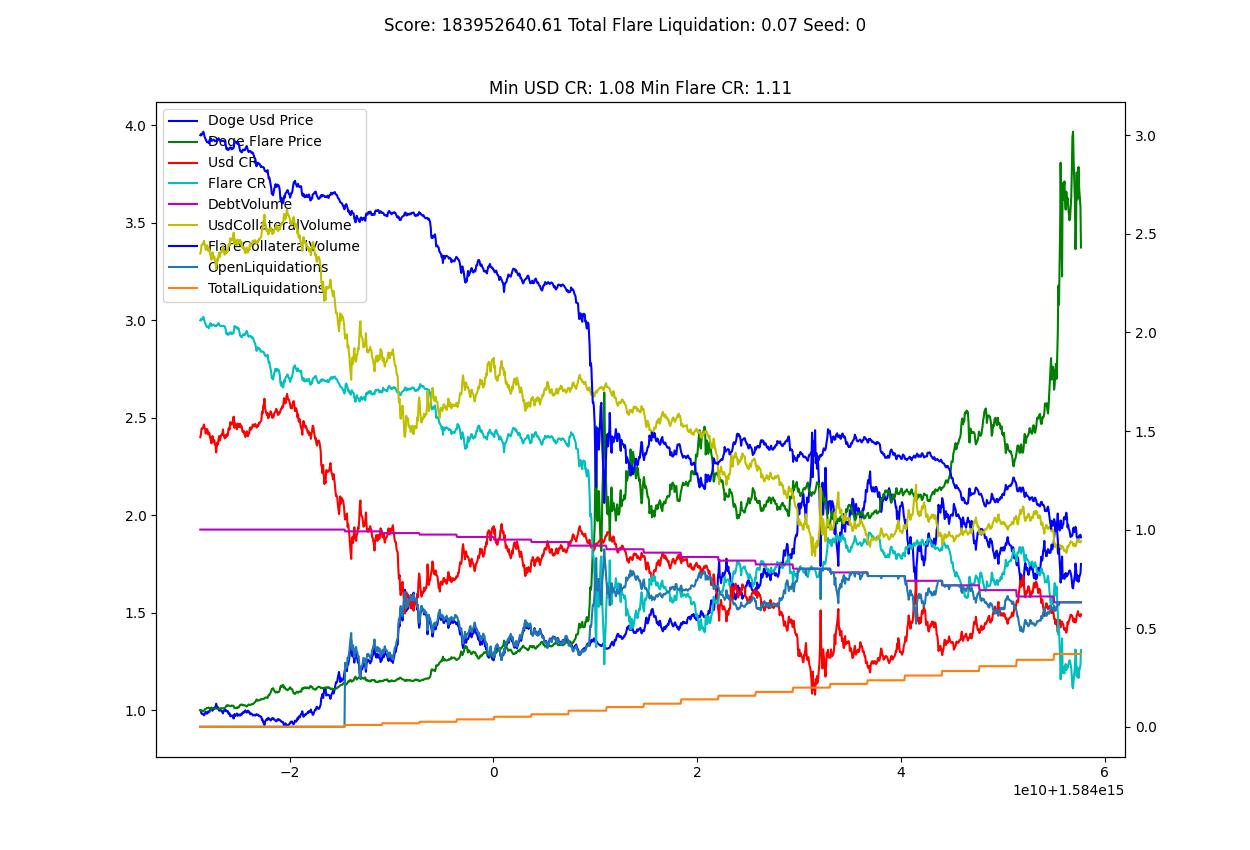 Score: 183952640.61 Total Flare Liquidation: 0.07 Seed: 0
Min USD CR: 1.08 Min Flare CR: 1.11
Doge Usd Price
Doge Flare Price
Usd CR
Flare CR
DebtVolume
UsdCollateralVolume
FlareCollateralVolume
OpenLiquidations
TotalLiquidations
4.0
3.5
3.0
2.5
2.0
1.5
1.0
3.0
2.5
2.0
1.5
1.0
0.5
0.0
−2
0
2
4
6
1e10+1.584e15